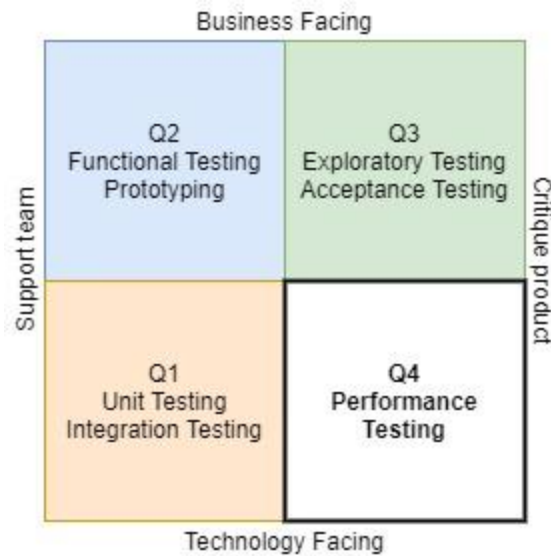 Business Facing
Q2
Functional Testing
Prototyping
Q3
Exploratory Testing
Acceptance Testing
Support team
Critique product
Q1
Unit Testing
Integration Testing
Q4
Performance
Testing
Technology Facing